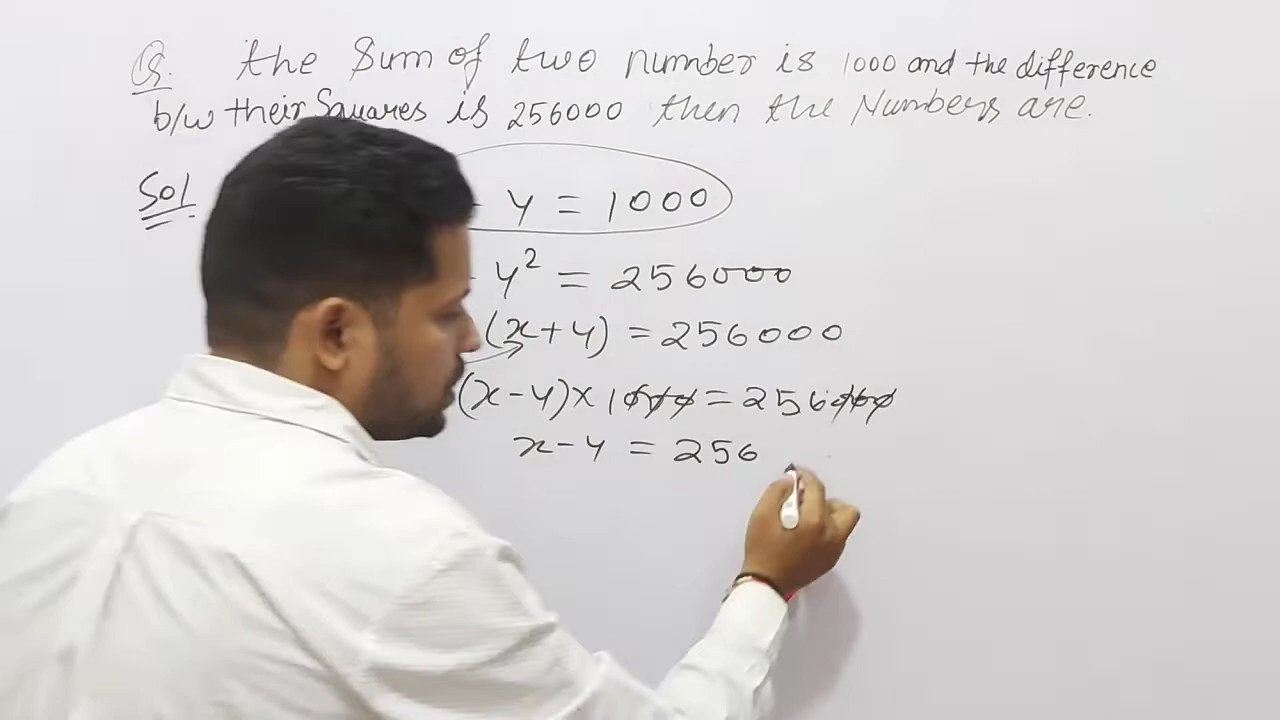 Q. the Sum of two number is 1000 and the difference
b/w their Squares is 256000 then the Numbers are.
Sol
y = 1000
y² = 256000
(x+y) = 256000
(x-y)×1000 = 256000
x-y = 256